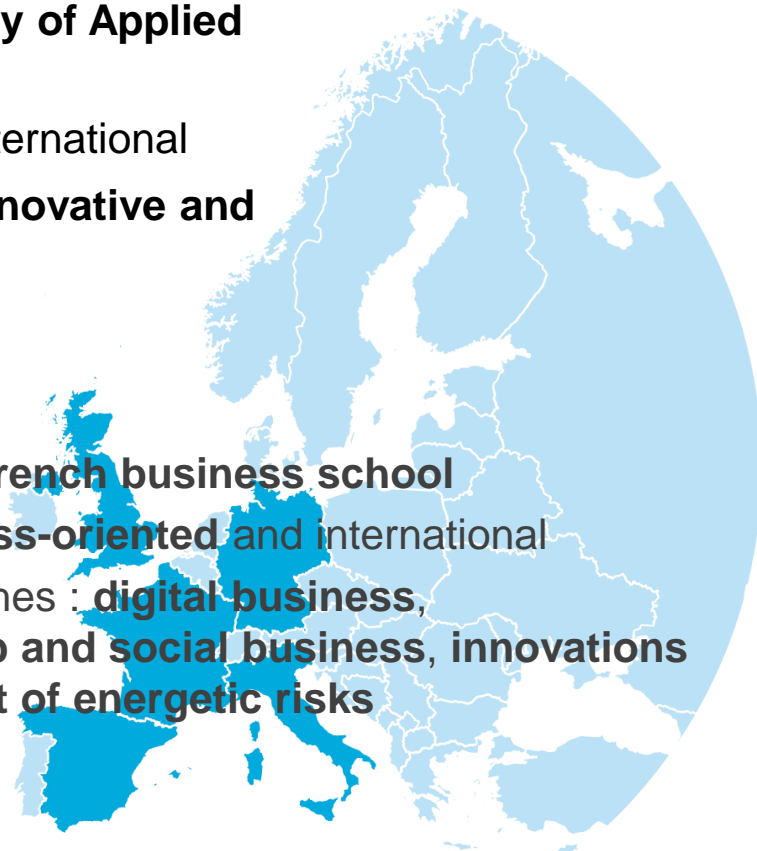 y of Applied
ternational
novative and
rench business school
ss-oriented and international
nes : digital business,
and social business, innovations
t of energetic risks